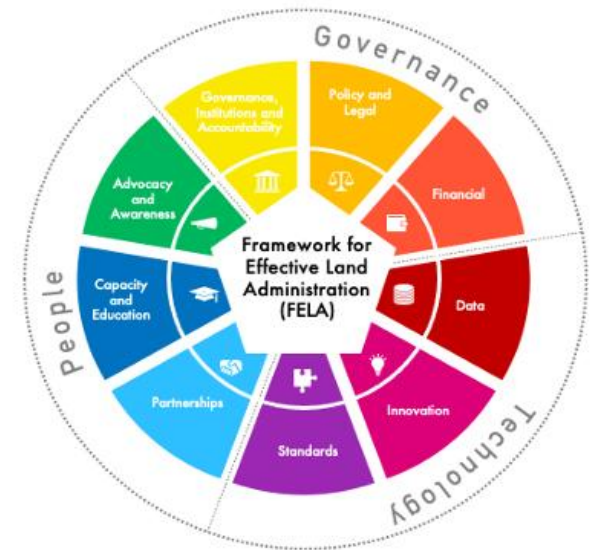 Governance
Governance,
Institutions and
Accountability
Policy and
Legal
Financial
Advocacy
and
Awareness
Framework for
Effective Land
Administration
(FELA)
Capacity
and
Education
Data
People
Partnerships
Innovation
Standards
Technology